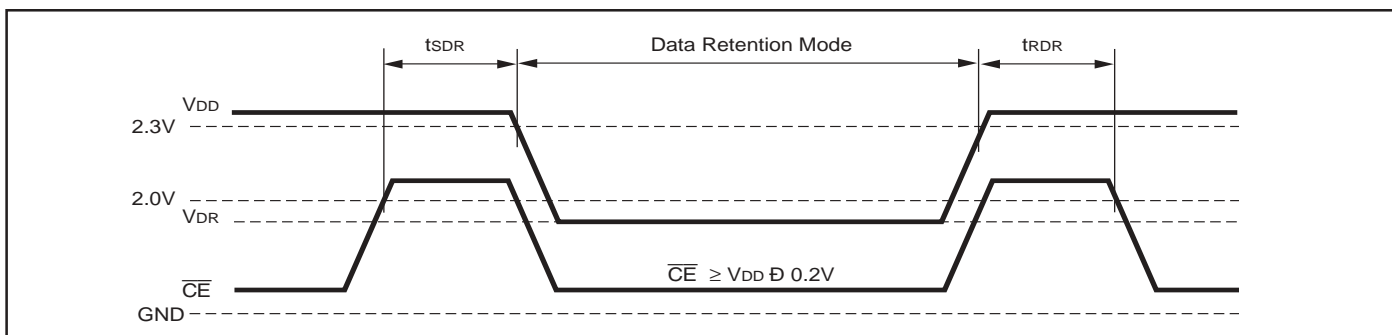 tSDR Data Retention Mode tRDR
VDD
2.3V
2.0V
VDR
CE ≥ VDD Ð 0.2V
CE
GND